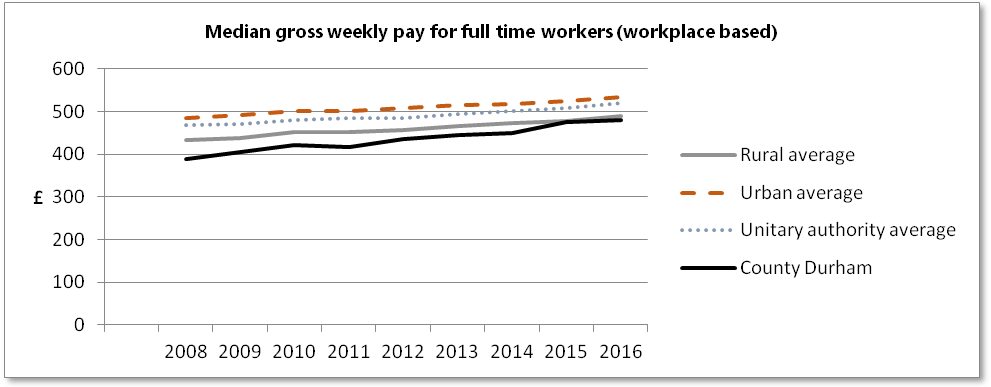 Median gross weekly pay for full time workers (workplace based)
600
500
400
300
200
100
0
£
2008 2009 2010 2011 2012 2013 2014 2015 2016
Rural average
Urban average
Unitary authority average
County Durham